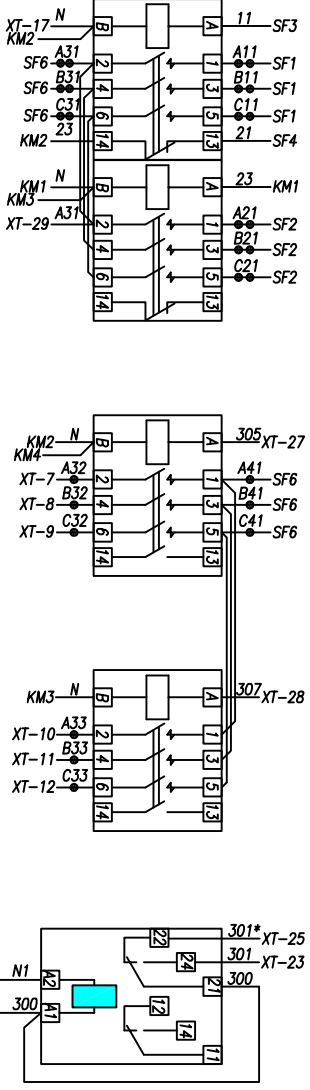 XT-17 N B A 11 SF3
KM2
SF6 A31 2 1 A11 SF1
SF6 B31 4 3 B11 SF1
SF6 C31 6 5 C11 SF1
KM2 23 14 13 21 SF4
KM1 N B A 23 KM1
KM3
XT-29 A31 2 1 A21 SF2
4 3 B21 SF2
6 5 C21 SF2
14 13
KM2 N B A 305 XT-27
KM4
XT-7 A32 2 1 A41 SF6
XT-8 B32 4 3 B41 SF6
XT-9 C32 6 5 C41 SF6
14 13
KM3 N B A 307 XT-28
XT-10 A33 2 1
XT-11 B33 4 3
XT-12 C33 6 5
14 13
22 301* XT-25
24 301 XT-23
N1 A2 21 300
300 A1 12
14
11